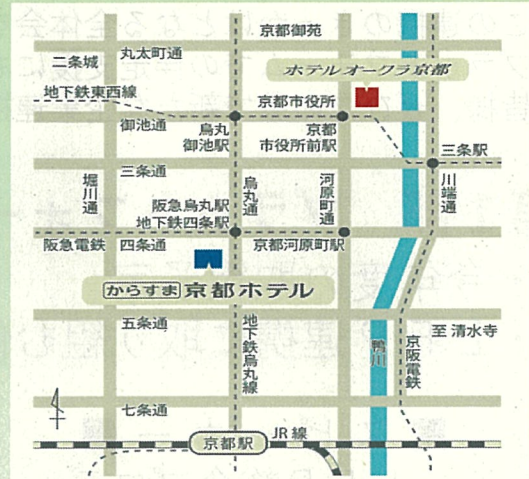 京都御苑
丸太町通
二条城
ホテルオークラ京都
地下鉄東西線
京都市役所
御池通
烏丸
御池駅
京都
市役所前駅
三条駅
三条通
堀川通
烏丸通
河原町通
川端通
阪急烏丸駅
地下鉄四条駅
阪急電鉄
四条通
京都河原町駅
からすま京都ホテル
五条通
地下鉄烏丸線
鴨川
京阪電鉄
至 清水寺
七条通
京都駅
JR線